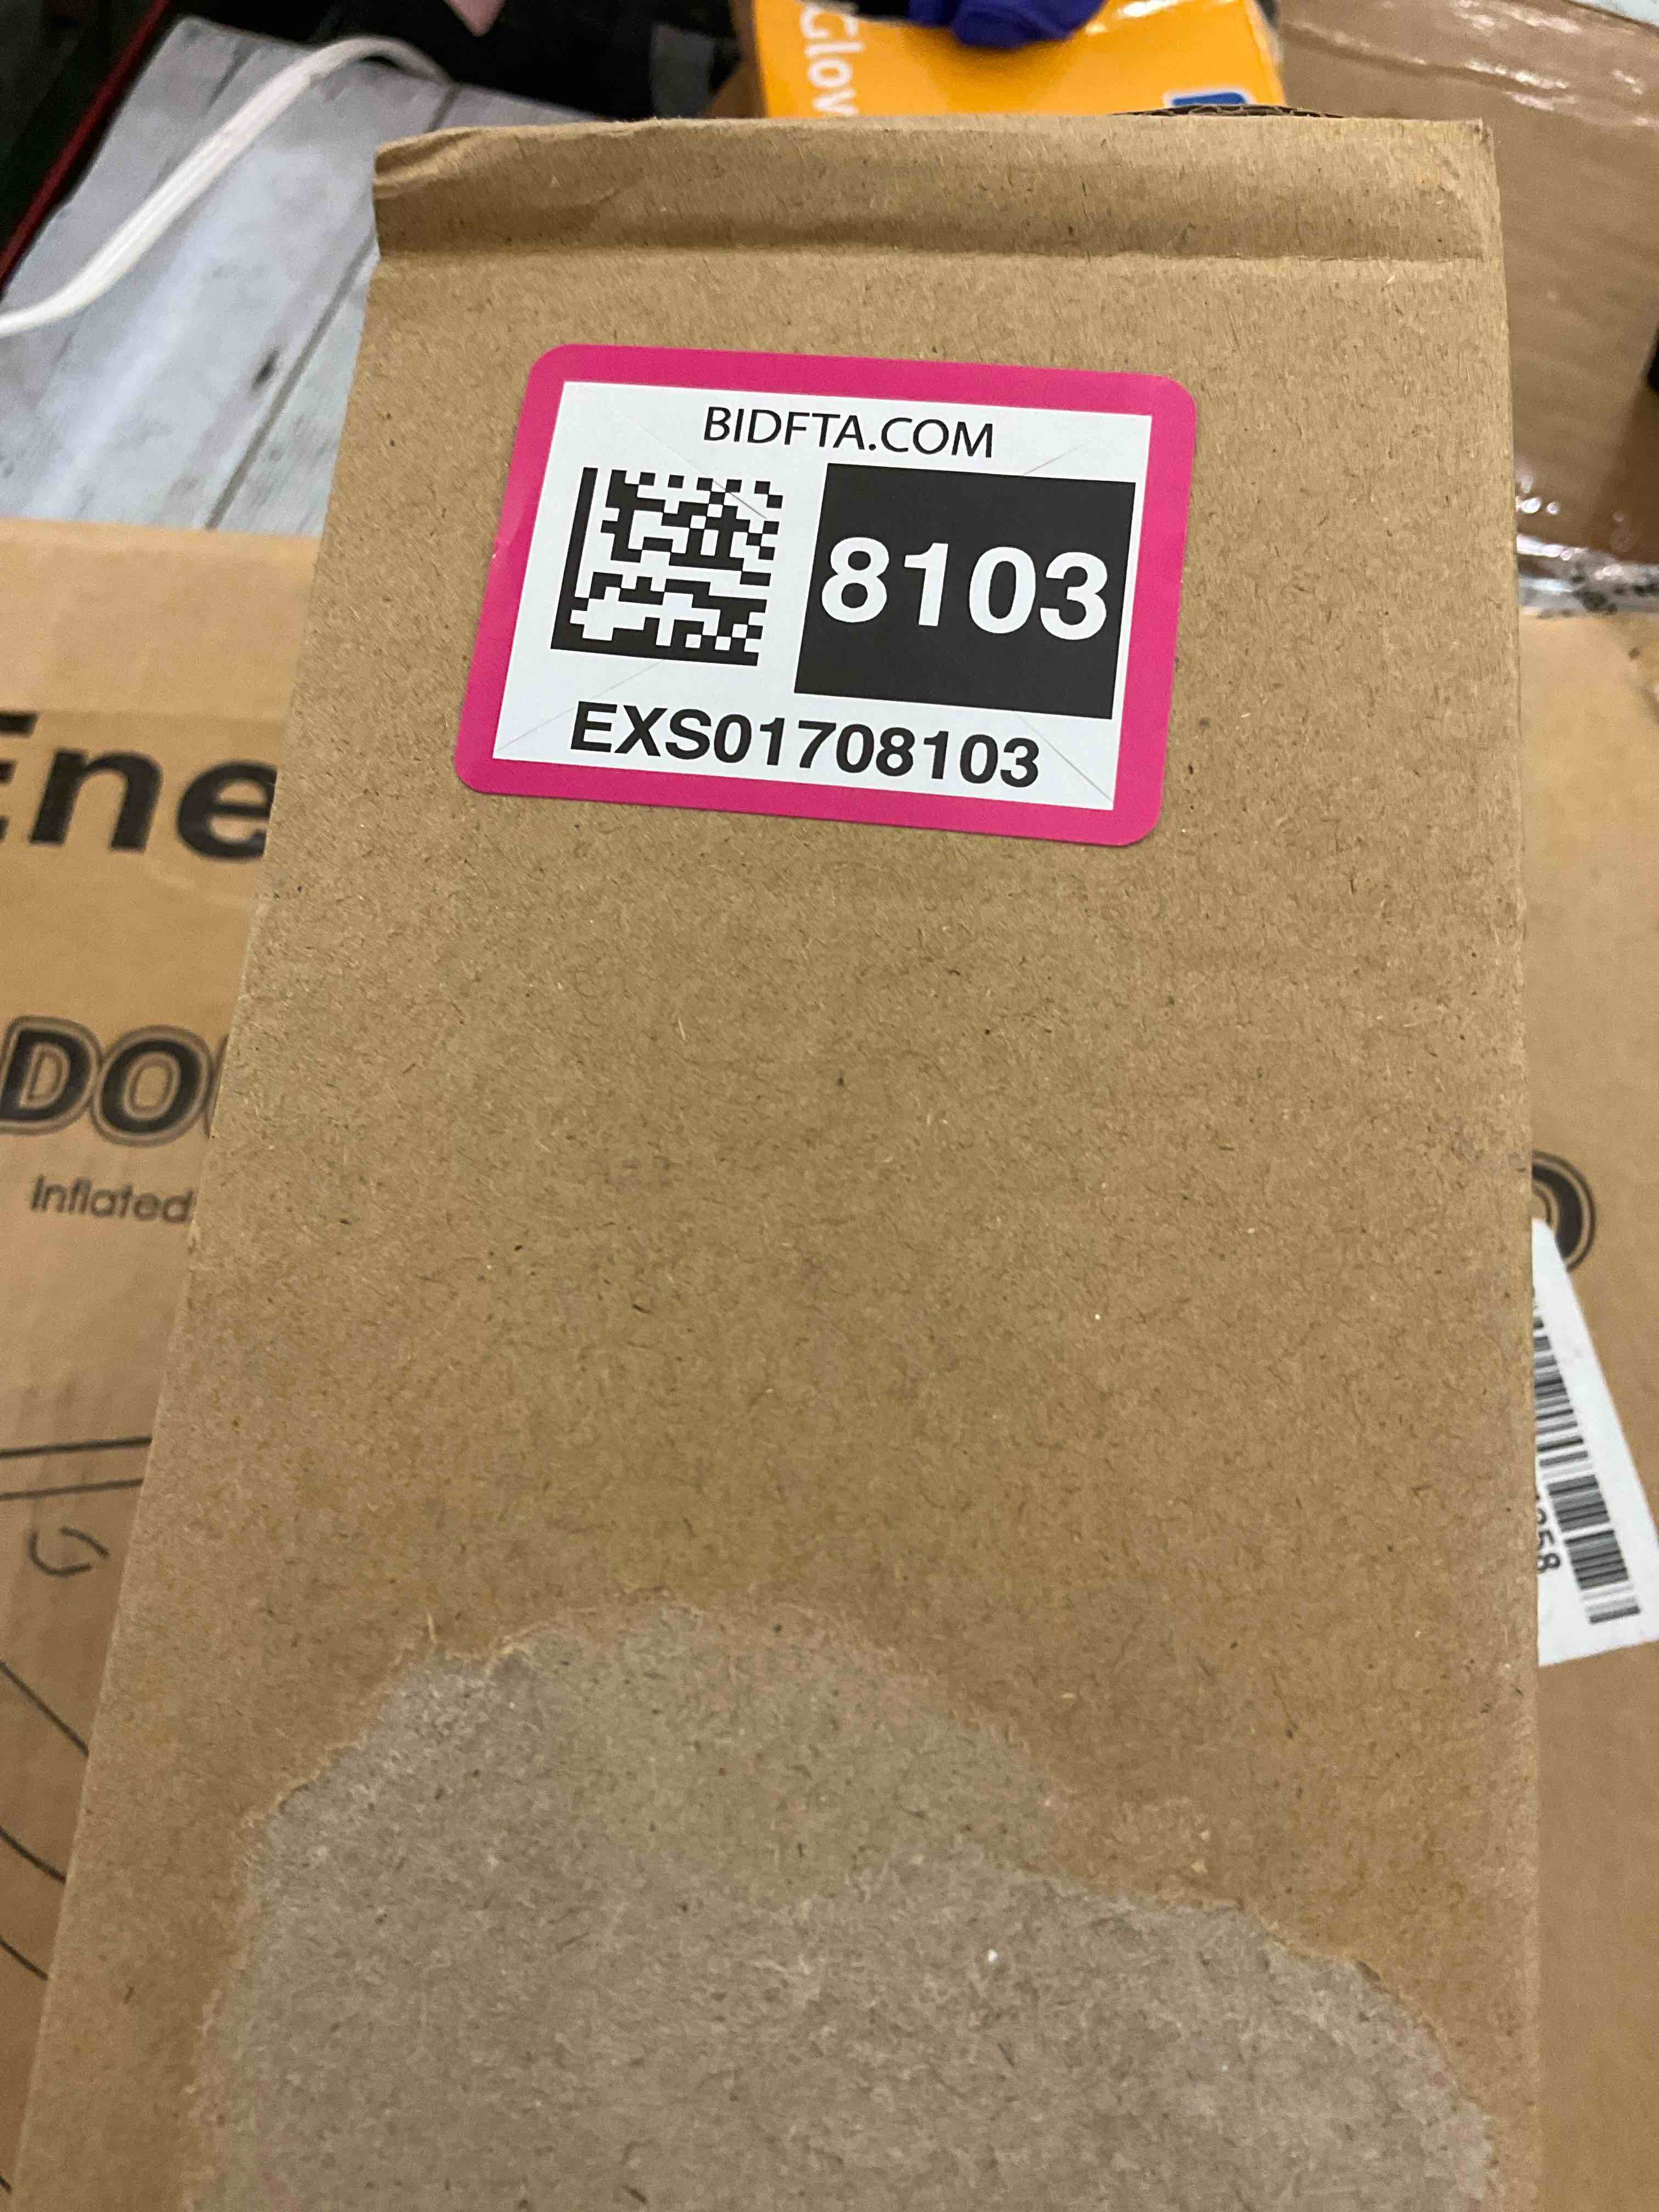 Glov
BIDFTA.COM
8103
EXS01708103
Ene
DO
Inflated